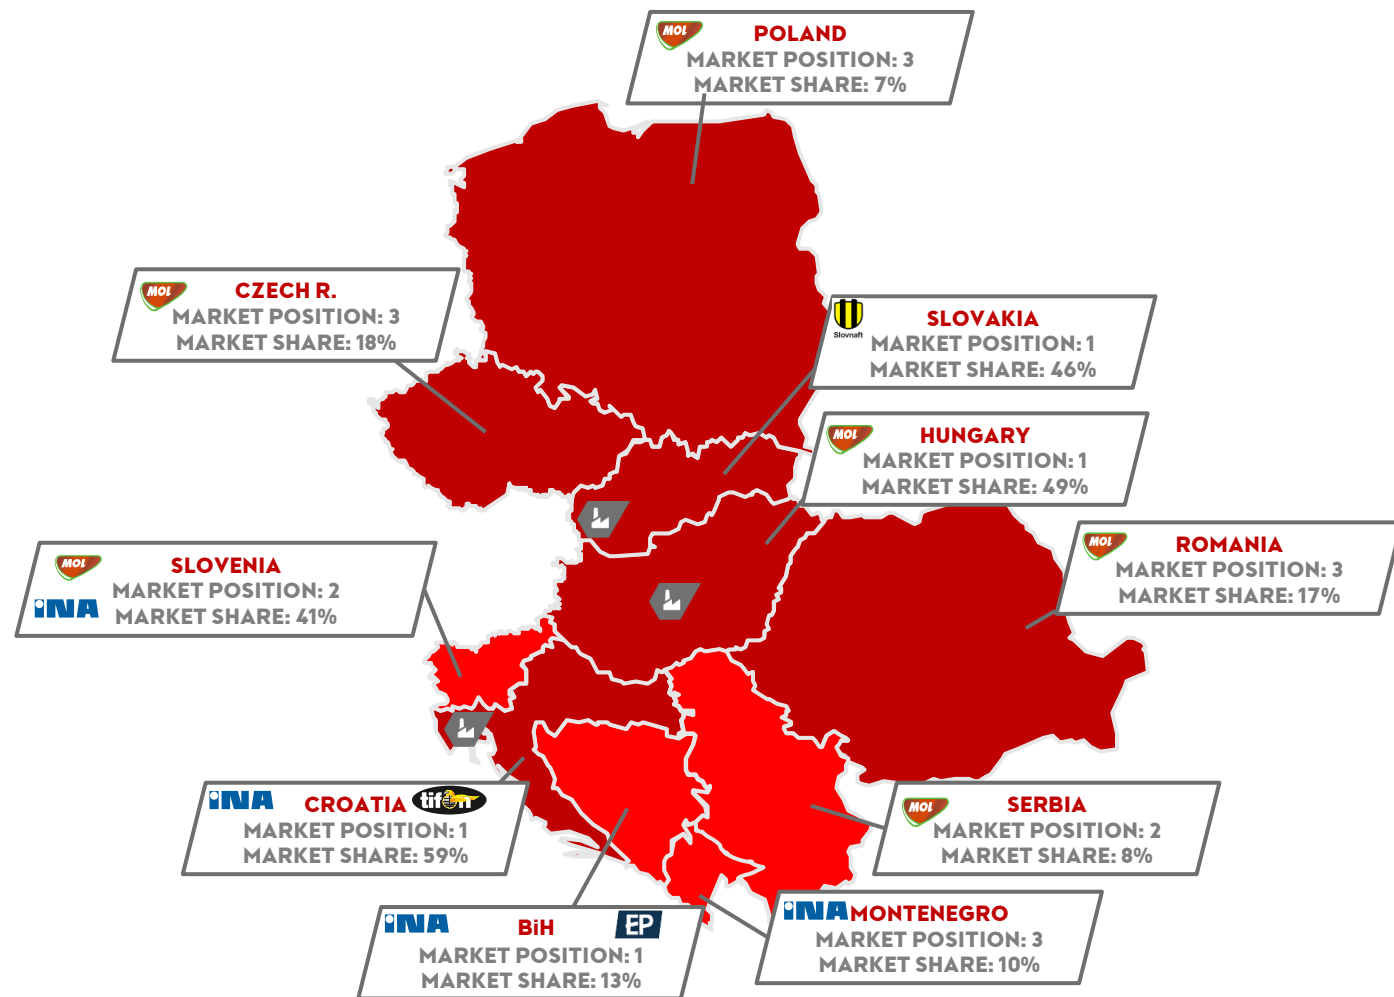 MOL
POLAND
MARKET POSITION: 3
MARKET SHARE: 7%
MOL
CZECH R.
MARKET POSITION: 3
MARKET SHARE: 18%
Slovnaft
SLOVAKIA
MARKET POSITION: 1
MARKET SHARE: 46%
MOL
HUNGARY
MARKET POSITION: 1
MARKET SHARE: 49%
MOL
ROMANIA
MARKET POSITION: 3
MARKET SHARE: 17%
MOL
INA
SLOVENIA
MARKET POSITION: 2
MARKET SHARE: 41%
INA
CROATIA
tifon
MARKET POSITION: 1
MARKET SHARE: 59%
MOL
SERBIA
MARKET POSITION: 2
MARKET SHARE: 8%
INA
BiH
EP
MARKET POSITION: 1
MARKET SHARE: 13%
INA
MONTENEGRO
MARKET POSITION: 3
MARKET SHARE: 10%